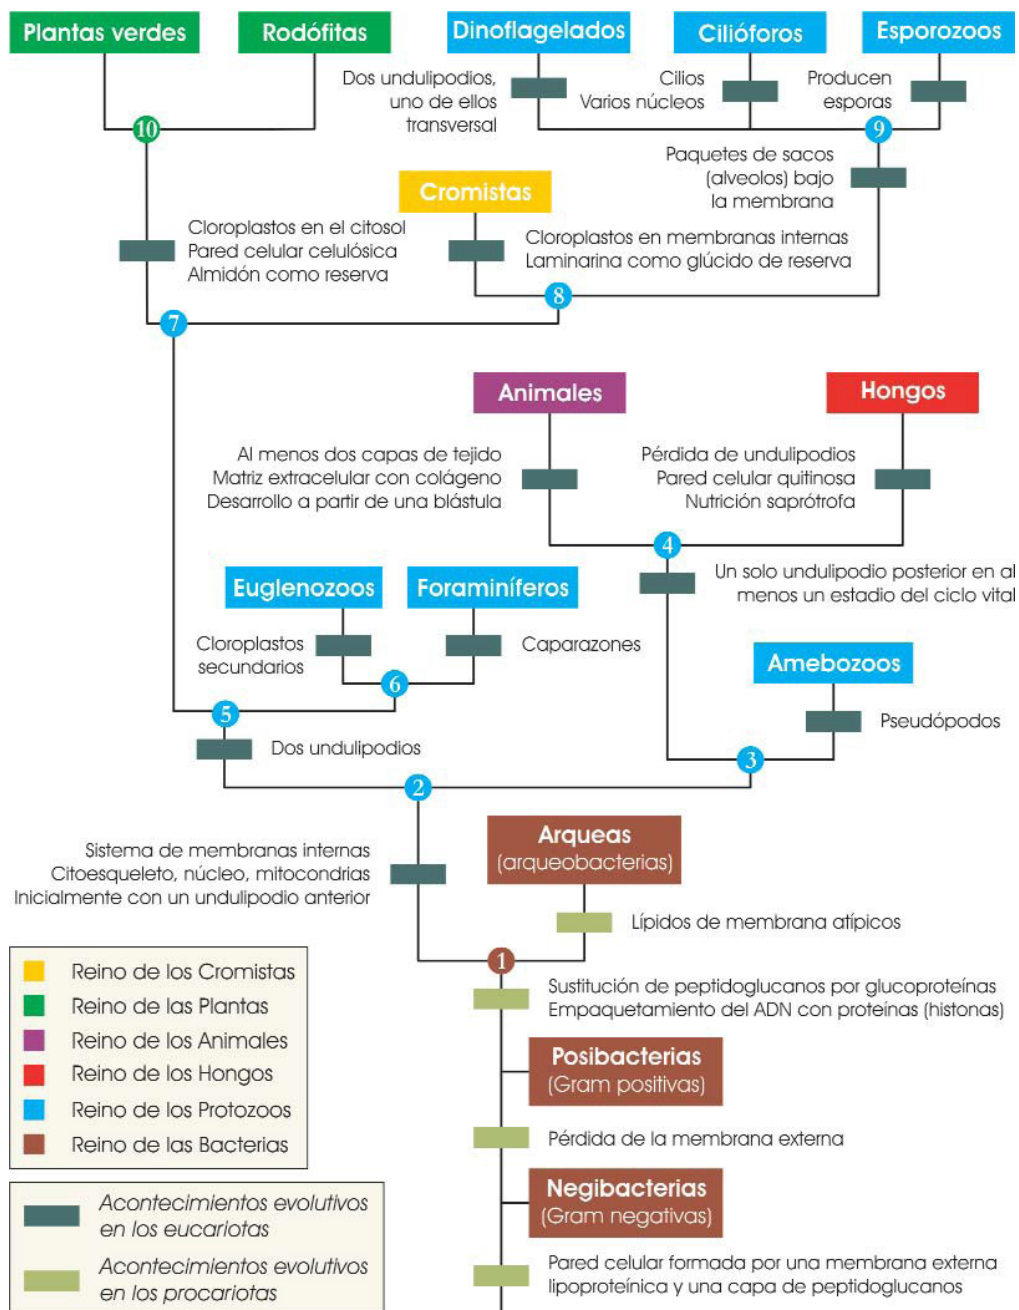 Plantas verdes
Rodófitas
Dinoflagelados
Cilióforos
Esporozoos
Dos undulipodios,
uno de ellos
transversal
Cilios
Varios núcleos
Producen
esporas
10
9
Paquetes de sacos
(alveolos) bajo
la membrana
Cromistas
Cloroplastos en el citosol
Pared celular celulósica
Almidón como reserva
Cloroplastos en membranas internas
Laminarina como glúcido de reserva
8
7
Animales
Hongos
Al menos dos capas de tejido
Matriz extracelular con colágeno
Desarrollo a partir de una blástula
Pérdida de undulipodios
Pared celular quitinosa
Nutrición saprótrofa
4
Un solo undulipodio posterior en al
menos un estadio del ciclo vital
Euglenozoos
Foraminíferos
Cloroplastos
secundarios
Caparazones
6
Amebozoos
Pseudópodos
5
Dos undulipodios
3
2
Sistema de membranas internas
Citoesqueleto, núcleo, mitocondrias
Inicialmente con un undulipodio anterior
Arqueas
(arqueobacterias)
Lípidos de membrana atípicos
1
Sustitución de peptidoglucanos por glucoproteínas
Empaquetamiento del ADN con proteínas (histonas)
Posibacterias
(Gram positivas)
Pérdida de la membrana externa
Negibacterias
(Gram negativas)
Pared celular formada por una membrana externa
lipoproteínica y una capa de peptidoglucanos
Reino de los Cromistas
Reino de las Plantas
Reino de los Animales
Reino de los Hongos
Reino de los Protozoos
Reino de las Bacterias
Acontecimientos evolutivos
en los eucariotas
Acontecimientos evolutivos
en los procariotas